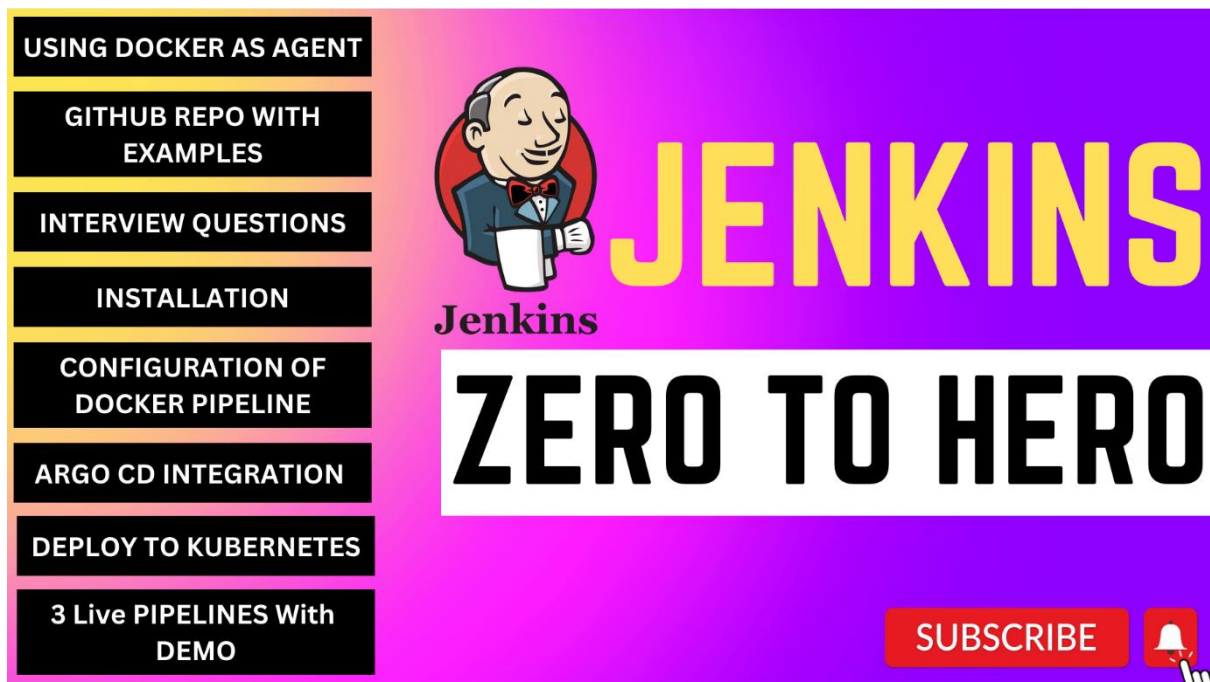 USING DOCKER AS AGENT
GITHUB REPO WITH
EXAMPLES
INTERVIEW QUESTIONS
INSTALLATION
CONFIGURATION OF
DOCKER PIPELINE
ARGO CD INTEGRATION
DEPLOY TO KUBERNETES
3 Live PIPELINES With
DEMO
Jenkins
JENKINS
ZERO TO HERO
SUBSCRIBE